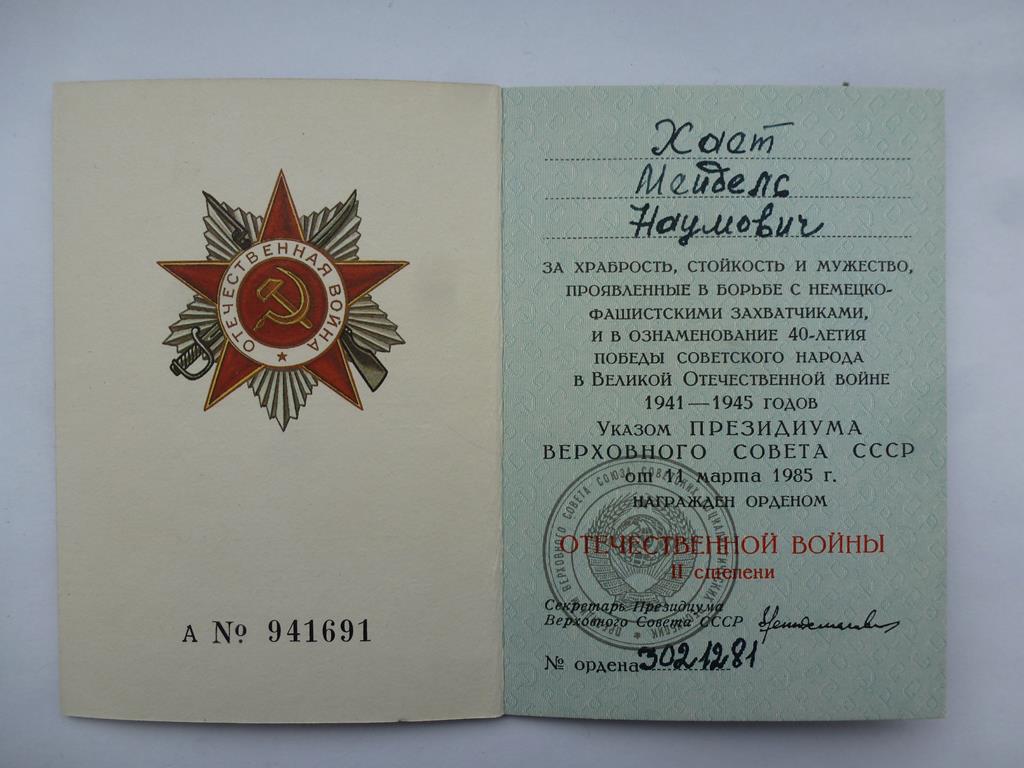 ОТЕЧЕСТВЕННАЯ ВОЙНА
А № 941691
Хаст
Мейбель
Наумович
ЗА ХРАБРОСТЬ, СТОЙКОСТЬ И МУЖЕСТВО,
ПРОЯВЛЕННЫЕ В БОРЬБЕ С НЕМЕЦКО-
ФАШИСТСКИМИ ЗАХВАТЧИКАМИ,
И В ОЗНАМЕНОВАНИЕ 40-ЛЕТИЯ
ПОБЕДЫ СОВЕТСКОГО НАРОДА
В ВЕЛИКОЙ ОТЕЧЕСТВЕННОЙ ВОЙНЕ
1941—1945 ГОДОВ
УКАЗОМ ПРЕЗИДИУМА
ВЕРХОВНОГО СОВЕТА СССР
от 11 марта 1985 г.
НАГРАЖДЕН ОРДЕНОМ
ОТЕЧЕСТВЕННОЙ ВОЙНЫ
II степени
Секретарь Президиума
Верховного Совета СССР
№ ордена 3021281